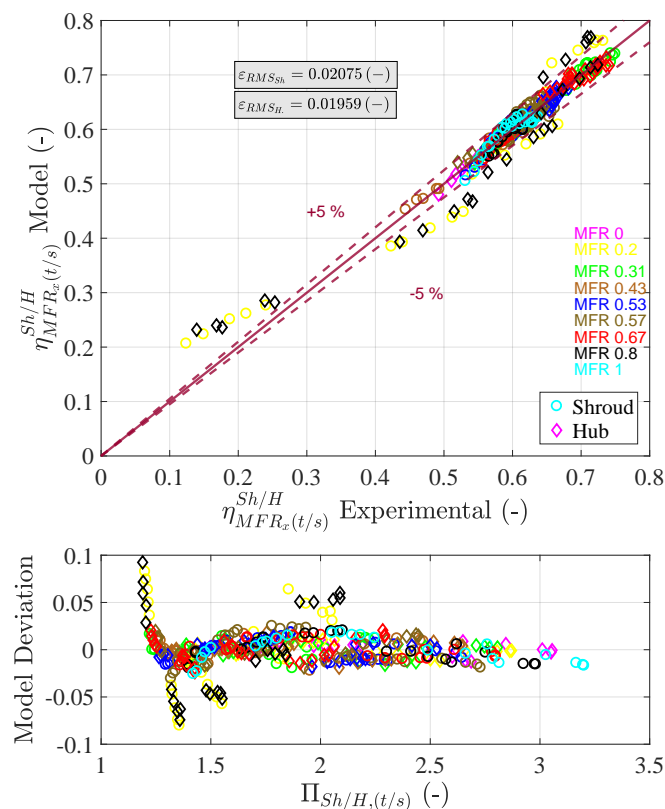 0.8
0.7
0.6
0.5
0.4
0.3
0.2
0.1
0
η^{Sh/H}_{MFR_x(t/s)} Model (-)
ε_{RMS_{Sh}} = 0.02075 (−)
ε_{RMS_{H.}} = 0.01959 (−)
+5 %
-5 %
MFR 0
MFR 0.2
MFR 0.31
MFR 0.43
MFR 0.53
MFR 0.57
MFR 0.67
MFR 0.8
MFR 1
Shroud
Hub
0 0.1 0.2 0.3 0.4 0.5 0.6 0.7 0.8
η^{Sh/H}_{MFR_x(t/s)} Experimental (-)
0.1
0.05
0
-0.05
-0.1
Model Deviation
1 1.5 2 2.5 3 3.5
Π_{Sh/H,(t/s)} (-)